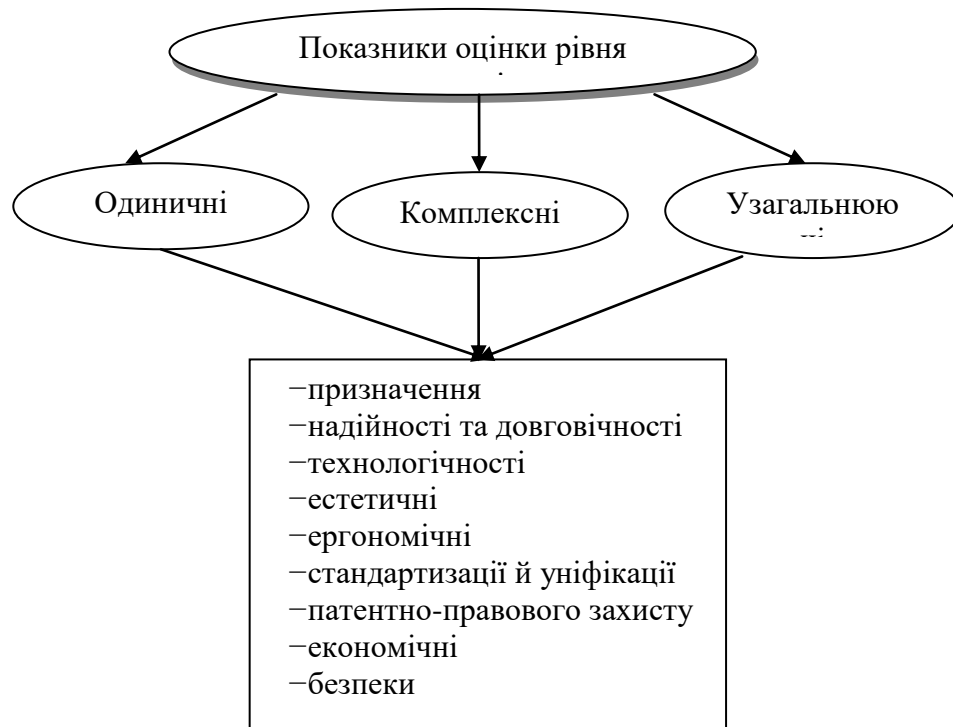 Показники оцінки рівня
Одиничні
Комплексні
Узагальнюю
−призначення
−надійності та довговічності
−технологічності
−естетичні
−ергономічні
−стандартизації й уніфікації
−патентно-правового захисту
−економічні
−безпеки